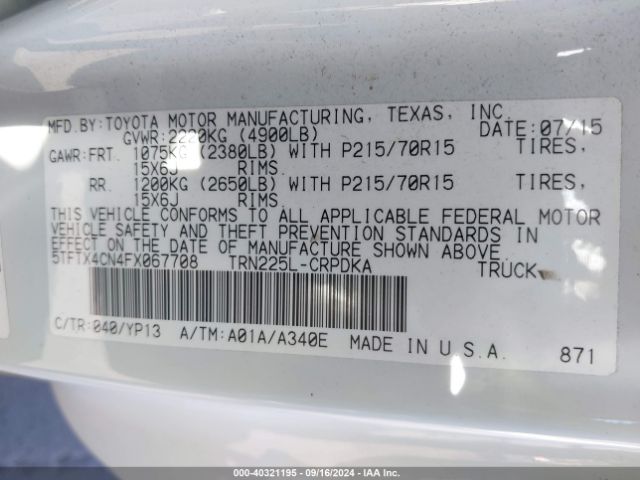 MFD.BY:TOYOTA MOTOR MANUFACTURING, TEXAS, INC.
GVWR:2220KG (4900LB) DATE:07/15
GAWR:FRT. 1075KG (2380LB) WITH P215/70R15 TIRES,
15X6J RIMS.
RR. 1200KG (2650LB) WITH P215/70R15 TIRES,
15X6J RIMS.
THIS VEHICLE CONFORMS TO ALL APPLICABLE FEDERAL MOTOR
VEHICLE SAFETY AND THEFT PREVENTION STANDARDS IN
EFFECT ON THE DATE OF MANUFACTURE SHOWN ABOVE.
5TFTX4CN4FX067708 TRN225L-CRPDKA TRUCK
C/TR:040/YP13 A/TM:A01A/A340E MADE IN U.S.A. 871
000-40321195 - 09/16/2024 - IAA Inc.